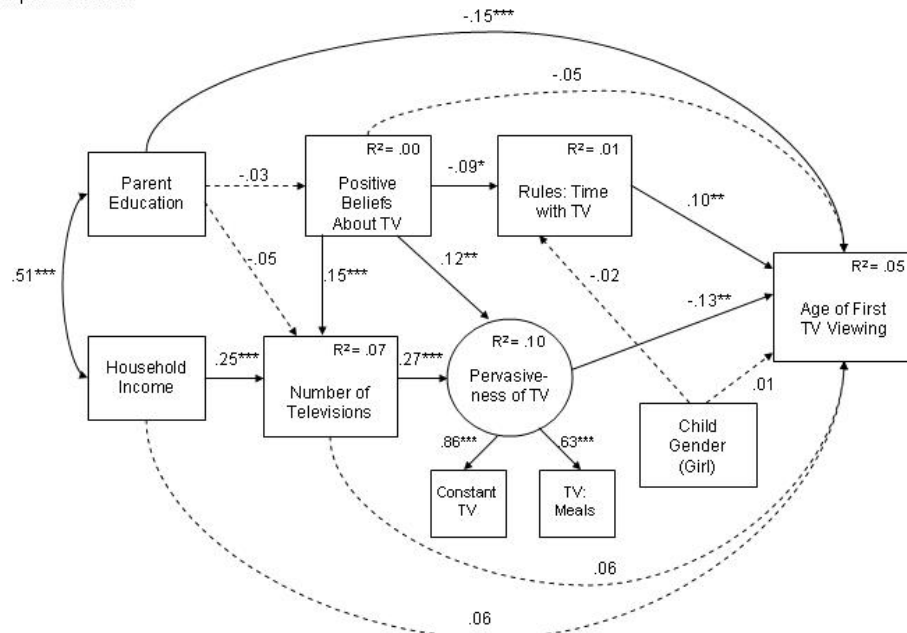 -.15***
-.05
R²= .00
Positive
Beliefs
About TV
R²= .01
Rules: Time
with TV
Parent
Education
-.03
-.09*
.10**
-.05
.15***
.12**
-.02
.51***
R²= .05
Age of First
TV Viewing
-.13**
Household
Income
.25***
R²= .07
Number of
Televisions
.27***
R²= .10
Pervasive-
ness of TV
.01
Child
Gender
(Girl)
.86***
.63***
Constant
TV
TV:
Meals
.06
.06